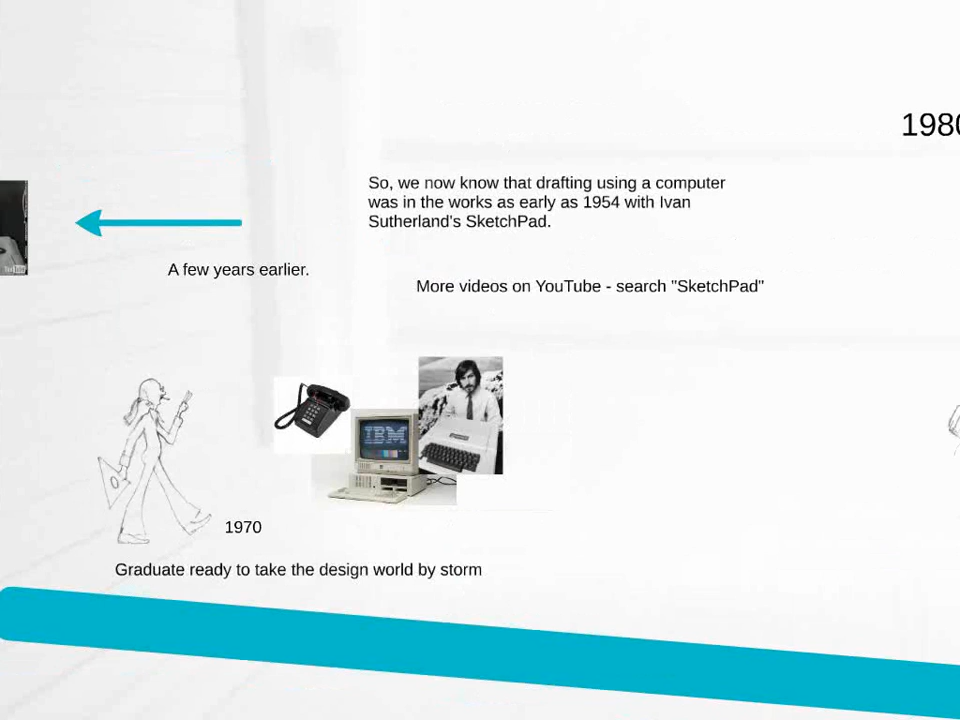 1980
So, we now know that drafting using a computer
was in the works as early as 1954 with Ivan
Sutherland's SketchPad.
A few years earlier.
More videos on YouTube - search "SketchPad"
IBM
1970
Graduate ready to take the design world by storm